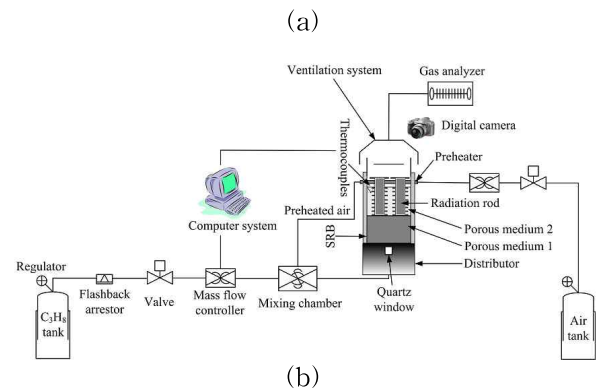 (a)
Ventilation system
Gas analyzer
Digital camera
Thermocouples
Preheater
Computer system
Preheated air
Radiation rod
Porous medium 2
SRB
Porous medium 1
Distributor
Regulator
Flashback
arrestor
Valve
Mass flow
controller
Mixing chamber
Quartz
window
C₃H₈
tank
Air
tank
(b)